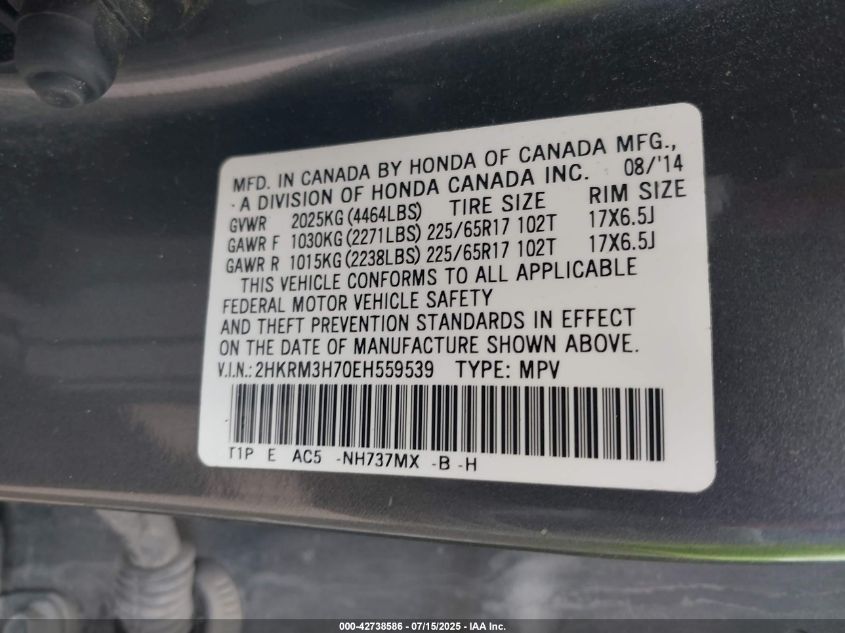 MFD. IN CANADA BY HONDA OF CANADA MFG.,
- A DIVISION OF HONDA CANADA INC. 08/'14
GVWR 2025KG (4464LBS) TIRE SIZE RIM SIZE
GAWR F 1030KG (2271LBS) 225/65R17 102T 17X6.5J
GAWR R 1015KG (2238LBS) 225/65R17 102T 17X6.5J
THIS VEHICLE CONFORMS TO ALL APPLICABLE
FEDERAL MOTOR VEHICLE SAFETY
AND THEFT PREVENTION STANDARDS IN EFFECT
ON THE DATE OF MANUFACTURE SHOWN ABOVE.
V.I.N.: 2HKRM3H70EH559539 TYPE: MPV
T1P E AC5 -NH737MX -B -H
000-42738586 / 07/15/2025 - IAA Inc.